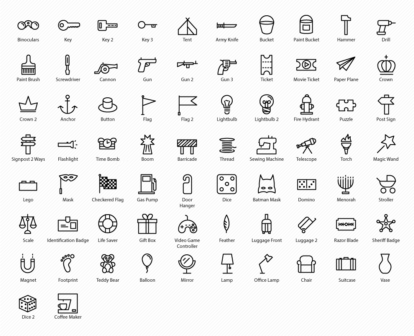 Binoculars Key Key 2 Key 3 Tent Army Knife Bucket Paint Bucket Hammer Drill
Paint Brush Screwdriver Cannon Gun Gun 2 Gun 3 Ticket Movie Ticket Paper Plane Crown
Crown 2 Anchor Button Flag Flag 2 Lightbulb Lightbulb 2 Fire Hydrant Puzzle Post Sign
Signpost 2 Ways Flashlight Time Bomb Boom Barricade Thread Sewing Machine Telescope Torch Magic Wand
Lego Mask Checkered Flag Gas Pump Door Hanger Dice Batman Mask Domino Menorah Stroller
Scale Identification Badge Life Saver Gift Box Video Game Controller Feather Luggage Front Luggage 2 Razor Blade Sheriff Badge
Magnet Footprint Teddy Bear Balloon Mirror Lamp Office Lamp Chair Suitcase Vase
Dice 2 Coffee Maker